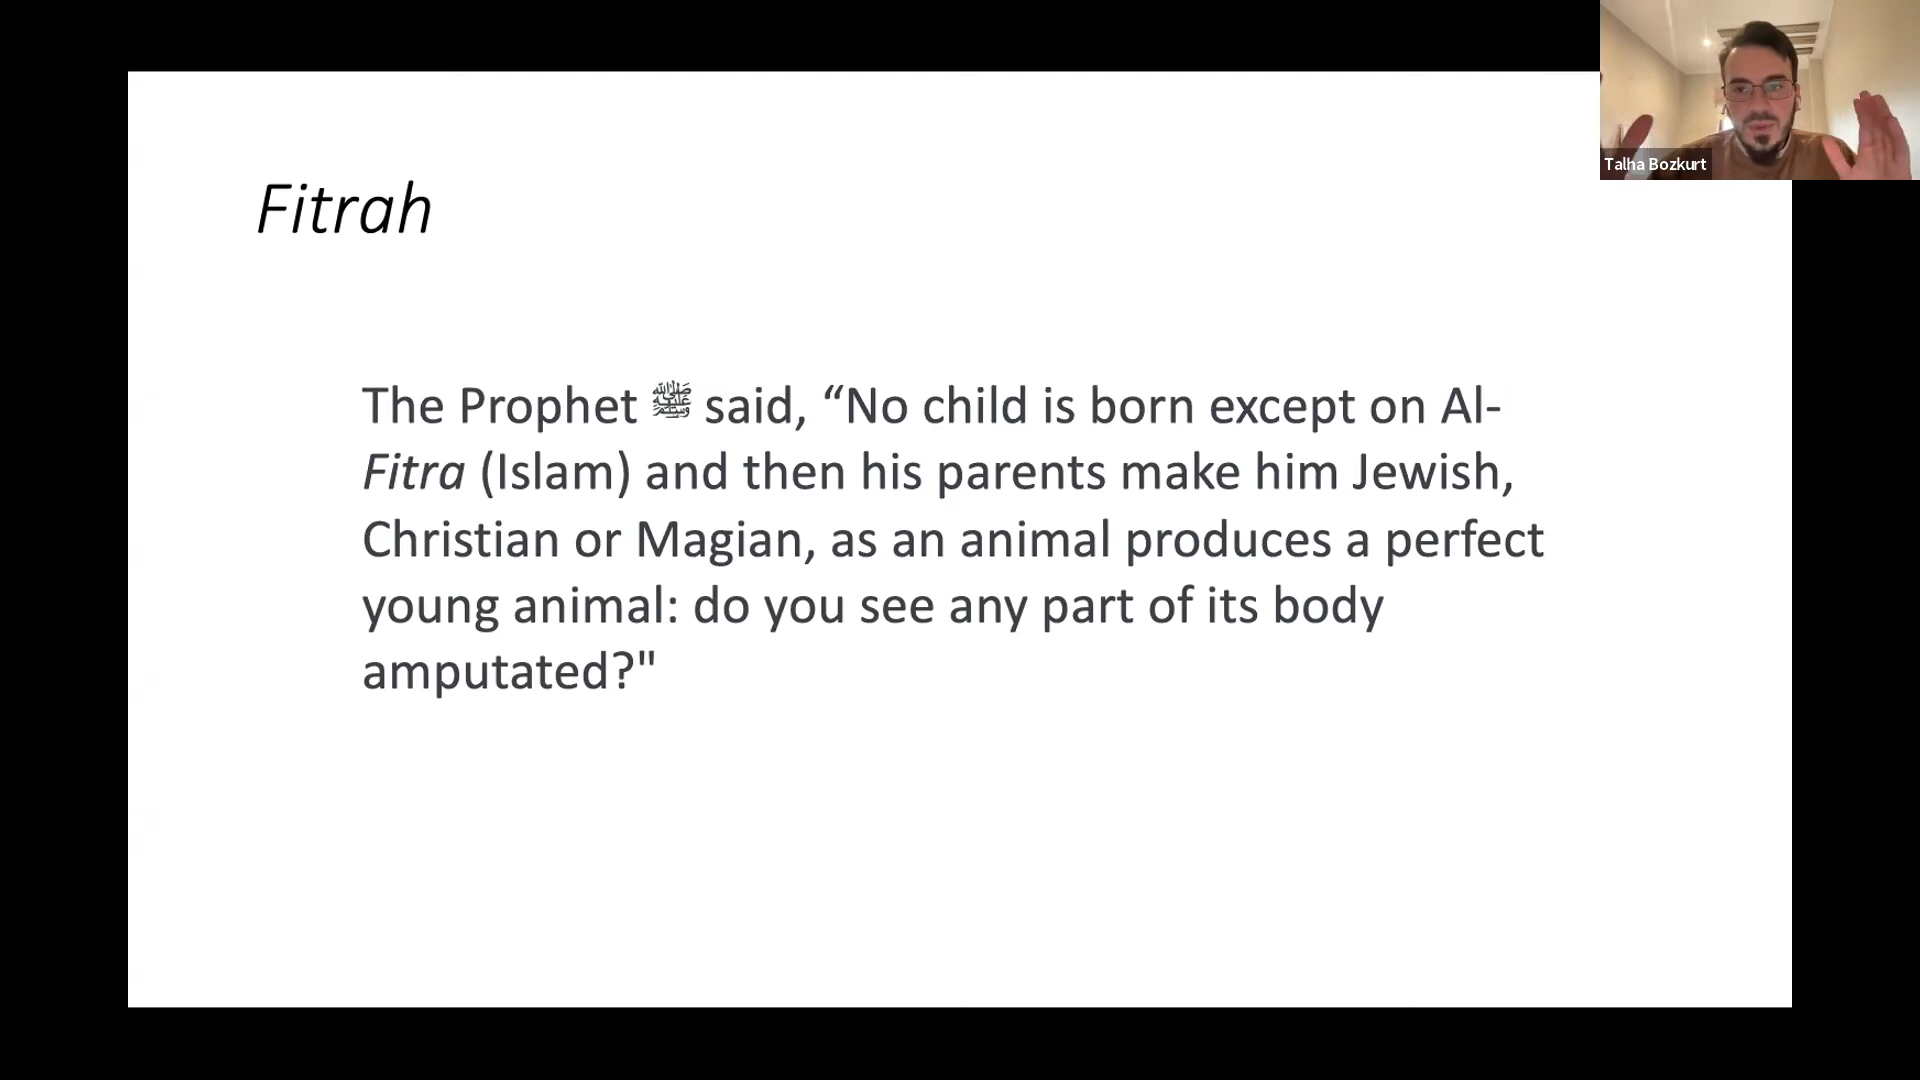 Talha Bozkurt
Fitrah
The Prophet ﷺ said, “No child is born except on Al-
Fitra (Islam) and then his parents make him Jewish,
Christian or Magian, as an animal produces a perfect
young animal: do you see any part of its body
amputated?"